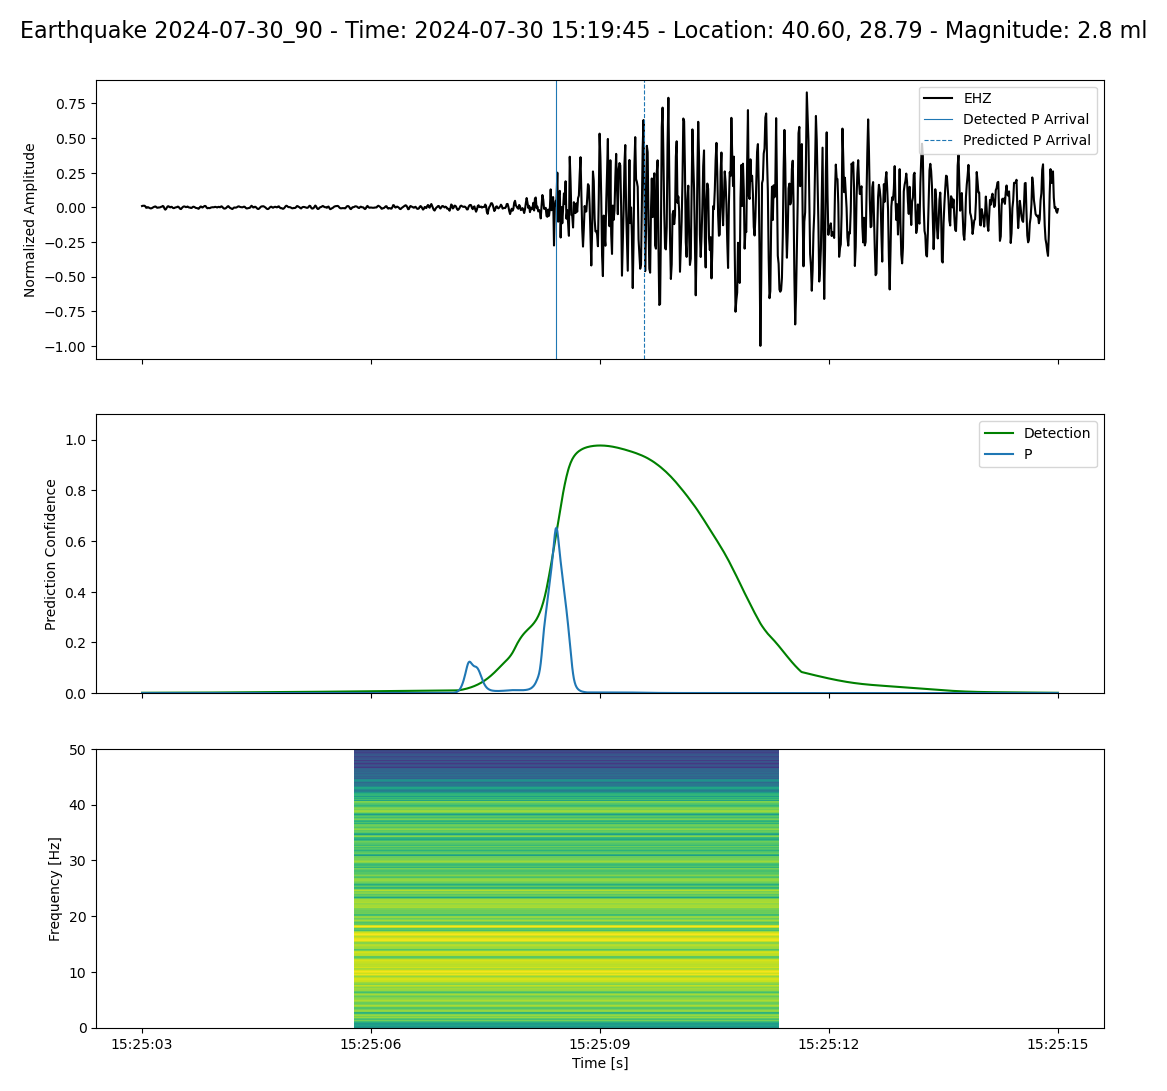 Earthquake 2024-07-30_90 - Time: 2024-07-30 15:19:45 - Location: 40.60, 28.79 - Magnitude: 2.8 ml
Normalized Amplitude
0.75
0.50
0.25
0.00
−0.25
−0.50
−0.75
−1.00
EHZ
Detected P Arrival
Predicted P Arrival
Prediction Confidence
1.0
0.8
0.6
0.4
0.2
0.0
Detection
P
Frequency [Hz]
50
40
30
20
10
0
15:25:03 15:25:06 15:25:09 15:25:12 15:25:15
Time [s]